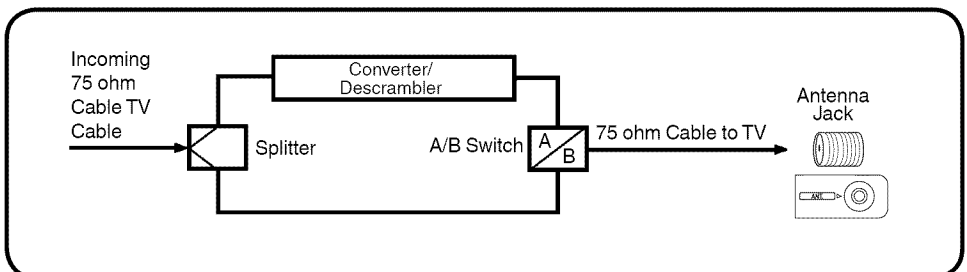 Incoming
75 ohm
Cable TV
Cable
Converter/
Descrambler
Splitter
A/B Switch
A
B
75 ohm Cable to TV
Antenna
Jack
ANT.